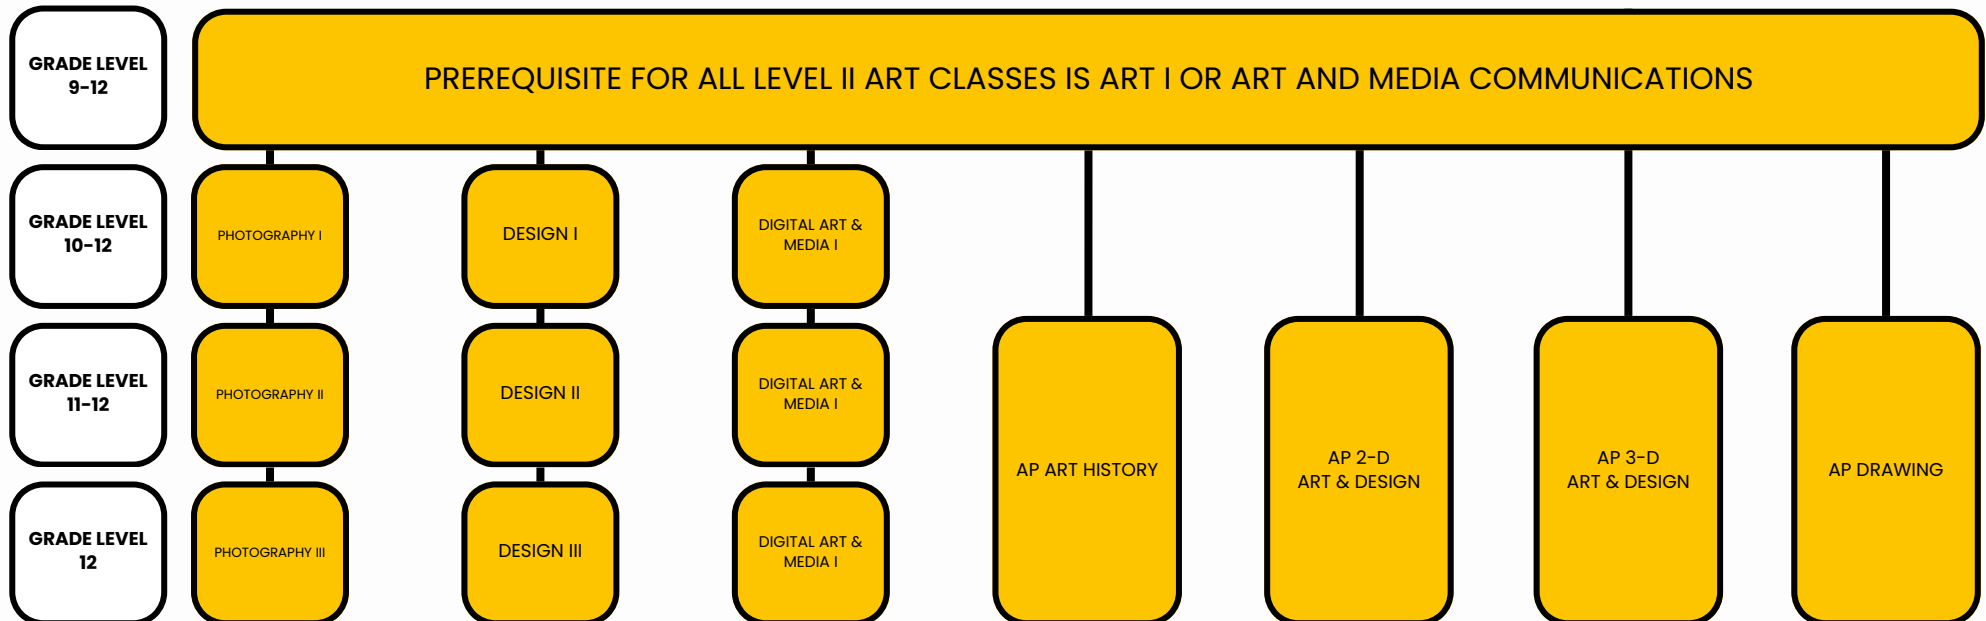 GRADE LEVEL
9-12
PREREQUISITE FOR ALL LEVEL II ART CLASSES IS ART I OR ART AND MEDIA COMMUNICATIONS
GRADE LEVEL
10-12
PHOTOGRAPHY I
DESIGN I
DIGITAL ART &
MEDIA I
GRADE LEVEL
11-12
PHOTOGRAPHY II
DESIGN II
DIGITAL ART &
MEDIA I
AP ART HISTORY
AP 2-D
ART & DESIGN
AP 3-D
ART & DESIGN
AP DRAWING
GRADE LEVEL
12
PHOTOGRAPHY III
DESIGN III
DIGITAL ART &
MEDIA I